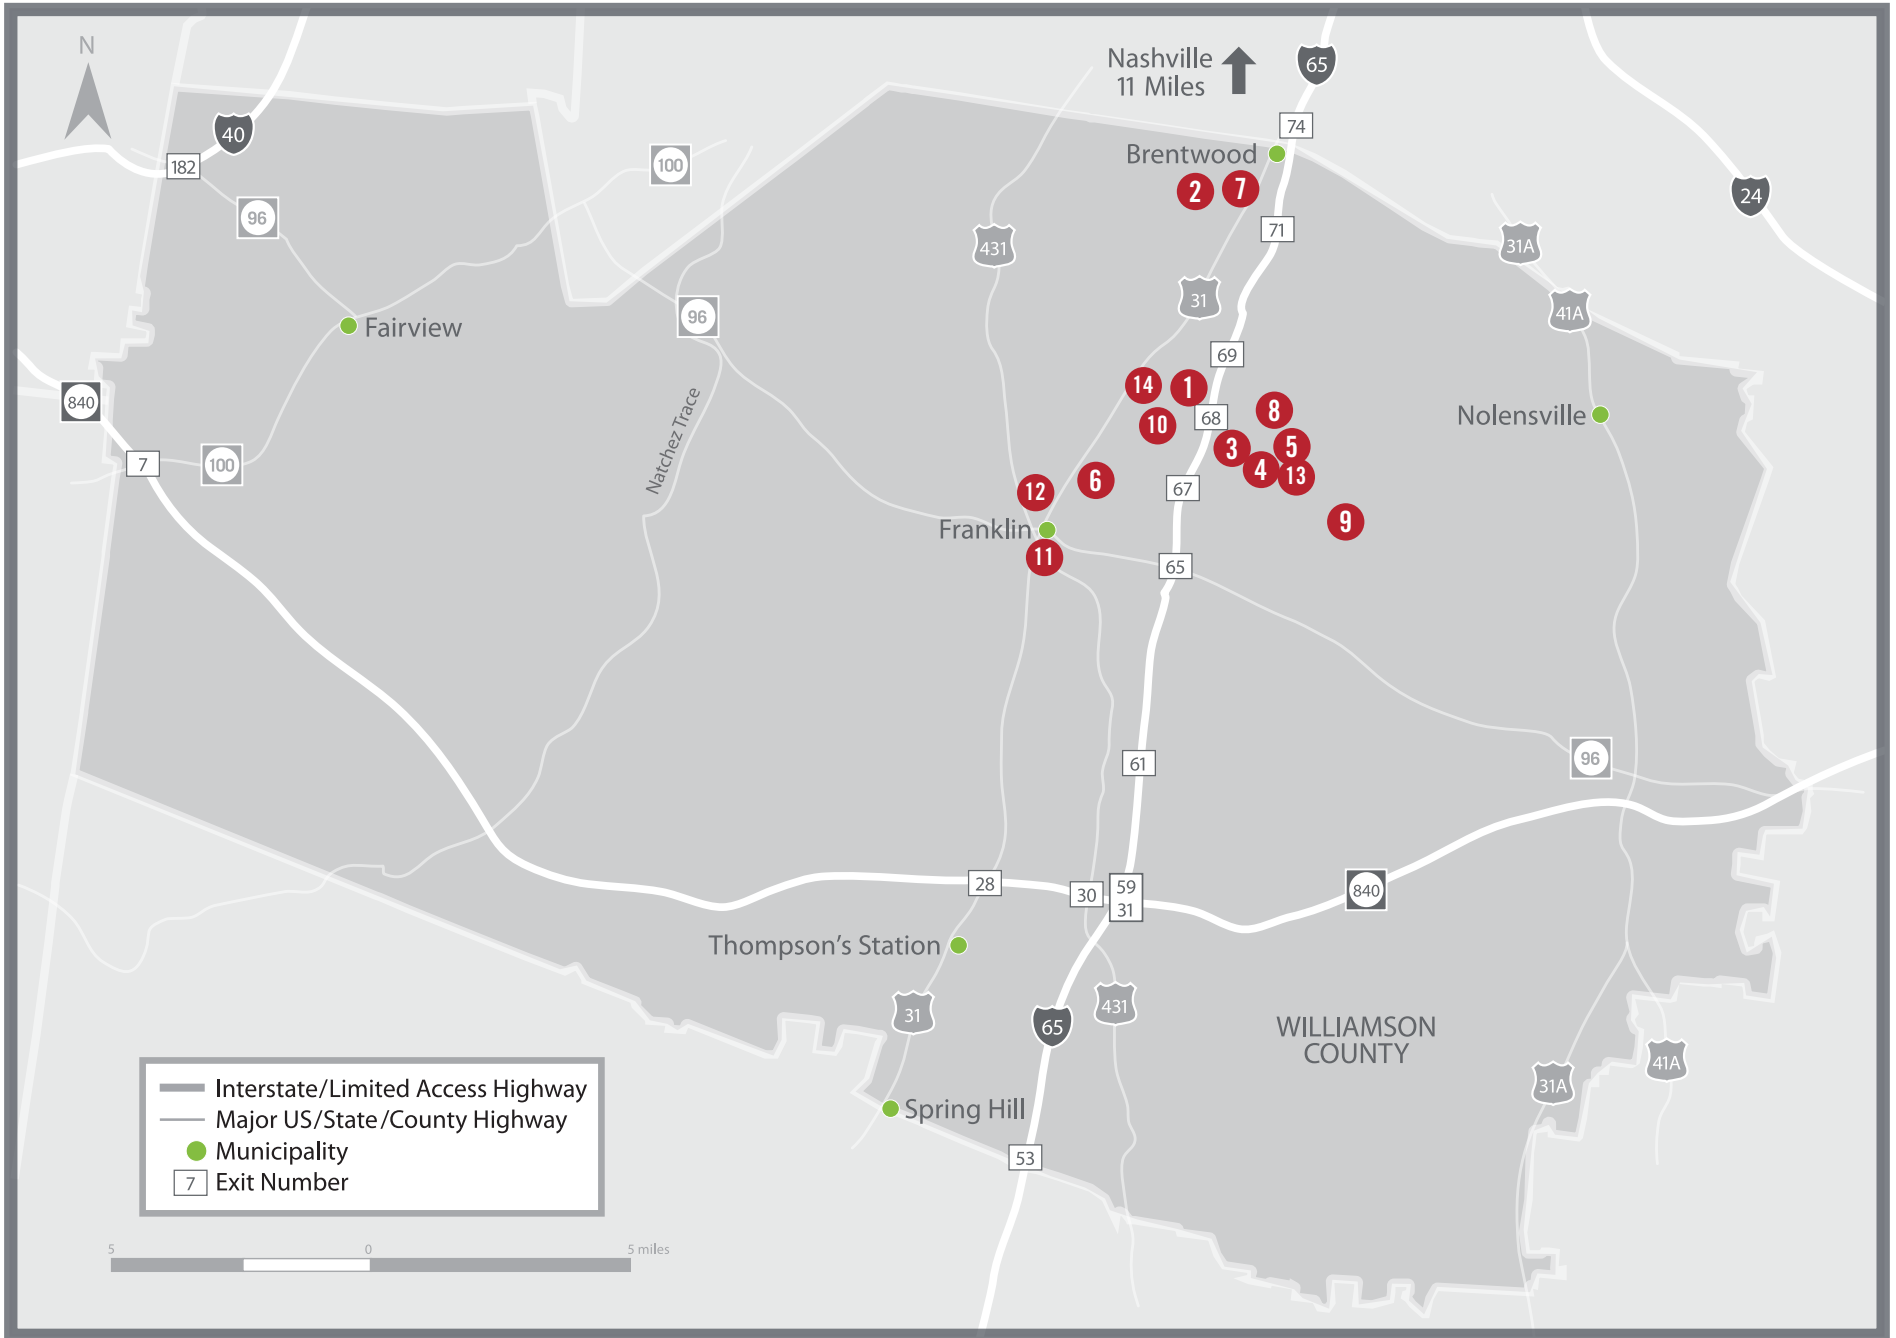 N
Nashville
11 Miles
65
40
74
182
100
Brentwood
2
7
24
96
71
431
31A
31
41A
96
Fairview
69
14
1
840
68
8
Nolensville
10
Natchez Trace
3
5
4
13
7
100
6
67
12
9
Franklin
11
65
61
96
28
30
59
31
840
Thompson's Station
31
431
65
WILLIAMSON
COUNTY
41A
31A
Spring Hill
53
Interstate/Limited Access Highway
Major US/State/County Highway
Municipality
7 Exit Number
5 0 5 miles